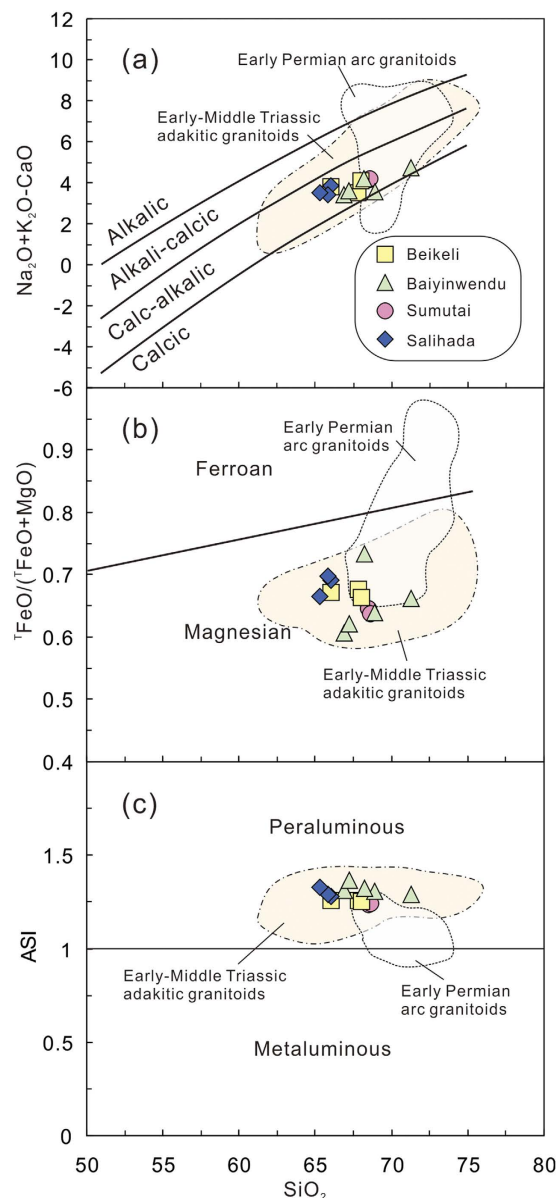 12
10
8
6
4
2
0
-2
-4
-6
Na₂O+K₂O-CaO
(a)
Early Permian arc granitoids
Early-Middle Triassic
adakitic granitoids
Alkalic
Alkali-calcic
Calc-alkalic
Calcic
Beikeli
Baiyinwendu
Sumutai
Salihada
0.9
0.8
0.7
0.6
0.5
0.4
ᵀFeO/(ᵀFeO+MgO)
(b)
Early Permian
arc granitoids
Ferroan
Magnesian
Early-Middle Triassic
adakitic granitoids
1.5
1
0.5
0
ASI
(c)
Peraluminous
Early-Middle Triassic
adakitic granitoids
Early Permian
arc granitoids
Metaluminous
50
55
60
65
70
75
80
SiO₂